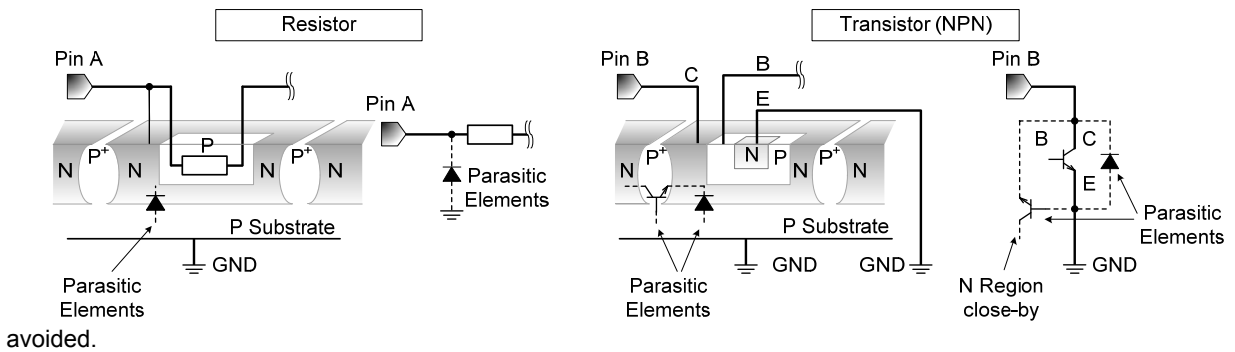 Resistor
Transistor (NPN)
Pin A
Pin A
N
P+
N
P
N
P+
N
Parasitic
Elements
P Substrate
GND
Parasitic
Elements
Pin B
C
B
E
N
P+
N
N
P
N
P+
N
P Substrate
GND
GND
Parasitic
Elements
Pin B
B
C
E
Parasitic
Elements
GND
N Region
close-by
avoided.